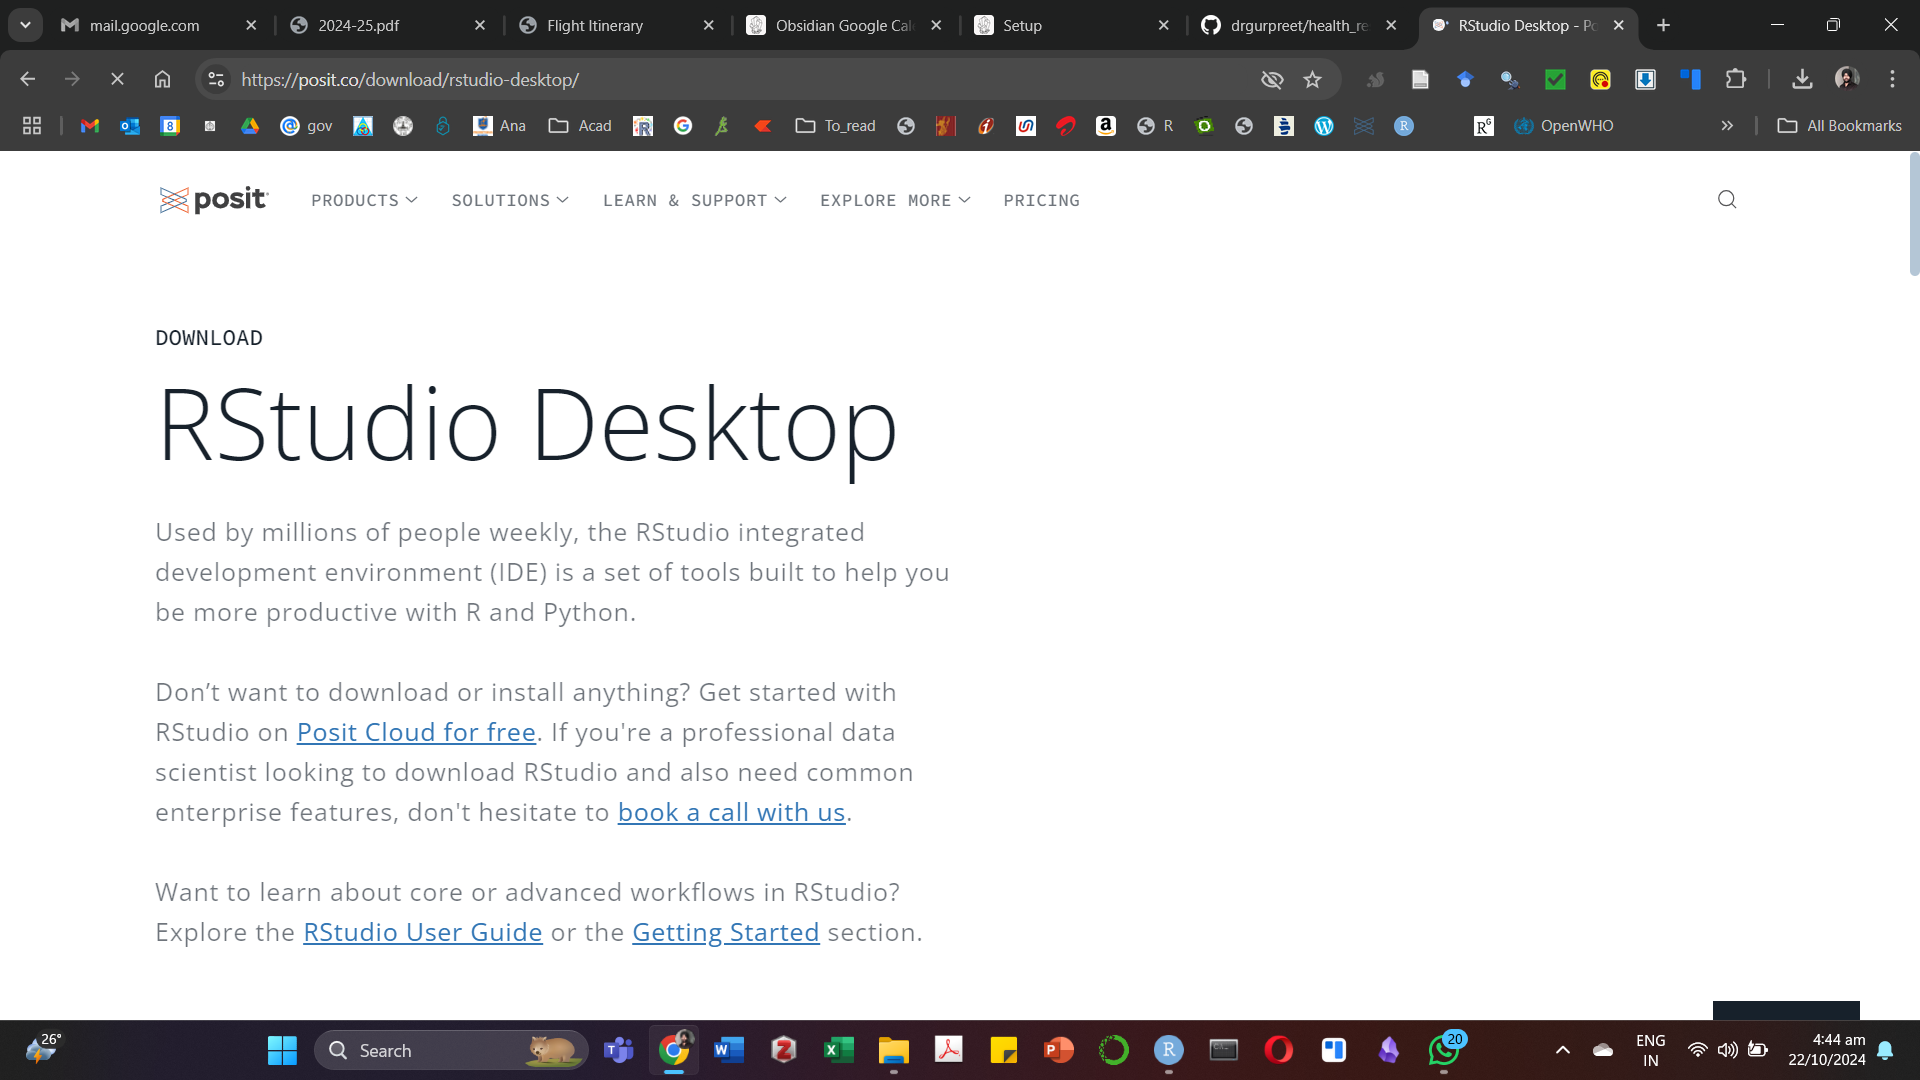 mail.google.com
2024-25.pdf
Flight Itinerary
Obsidian Google Cal
Setup
drgurpreet/health_re
RStudio Desktop - Po
https://posit.co/download/rstudio-desktop/
gov
Ana
Acad
To_read
R
OpenWHO
All Bookmarks
posit
PRODUCTS
SOLUTIONS
LEARN & SUPPORT
EXPLORE MORE
PRICING
DOWNLOAD
RStudio Desktop
Used by millions of people weekly, the RStudio integrated
development environment (IDE) is a set of tools built to help you
be more productive with R and Python.
Don’t want to download or install anything? Get started with
RStudio on Posit Cloud for free. If you're a professional data
scientist looking to download RStudio and also need common
enterprise features, don't hesitate to book a call with us.
Want to learn about core or advanced workflows in RStudio?
Explore the RStudio User Guide or the Getting Started section.
26°
Search
20
ENG
IN
4:44 am
22/10/2024